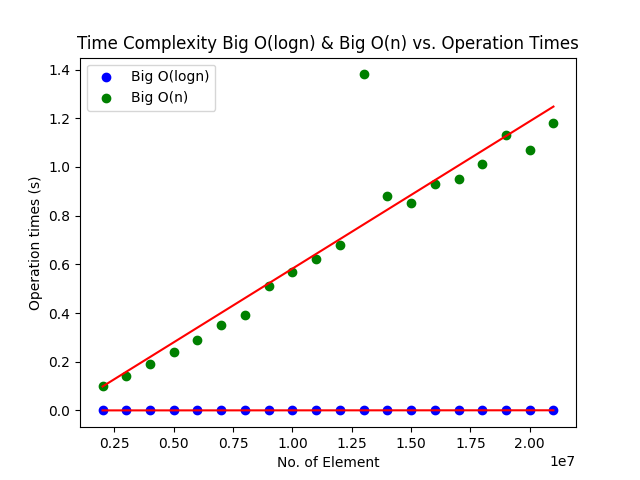 Time Complexity Big O(logn) & Big O(n) vs. Operation Times
Big O(logn)
Big O(n)
1.4
1.2
1.0
0.8
0.6
0.4
0.2
0.0
Operation times (s)
0.25
0.50
0.75
1.00
1.25
1.50
1.75
2.00
1e7
No. of Element